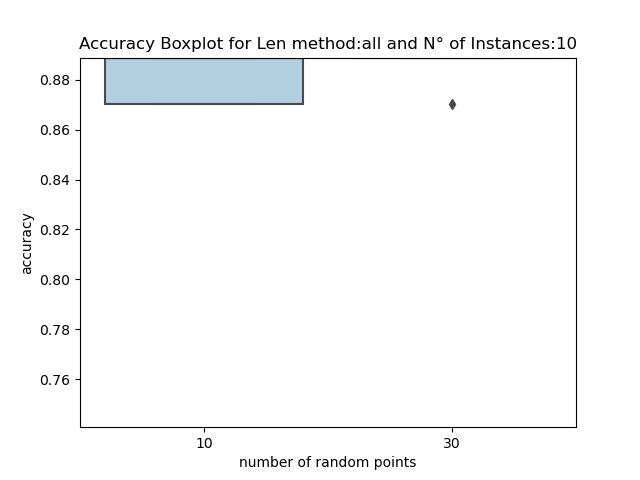 Accuracy Boxplot for Len method:all and N° of Instances:10
0.88
0.86
0.84
0.82
0.80
0.78
0.76
accuracy
10 30
number of random points